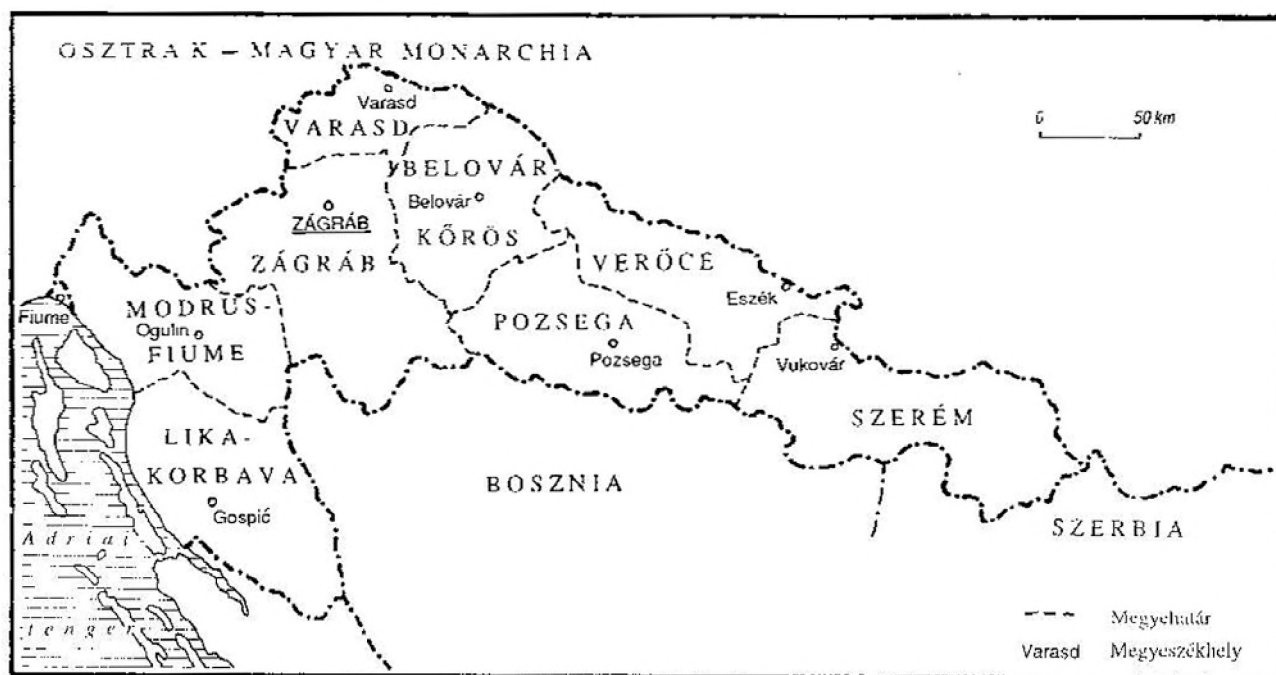 OSZTRÁK – MAGYAR MONARCHIA
Varasd
VARASD
0 50 km
BELOVÁR
Belovár
KŐRÖS
ZÁGRÁB
ZÁGRÁB
VERŐCE
Eszék
MODRUS-
Fiume
Ogulin
FIUME
POZSEGA
Pozsega
Vukovár
SZERÉM
LIKA-
KORBAVA
BOSZNIA
Gospić
Adriai-
SZERBIA
tenger
Megyehatár
Varasd Megyeszékhely